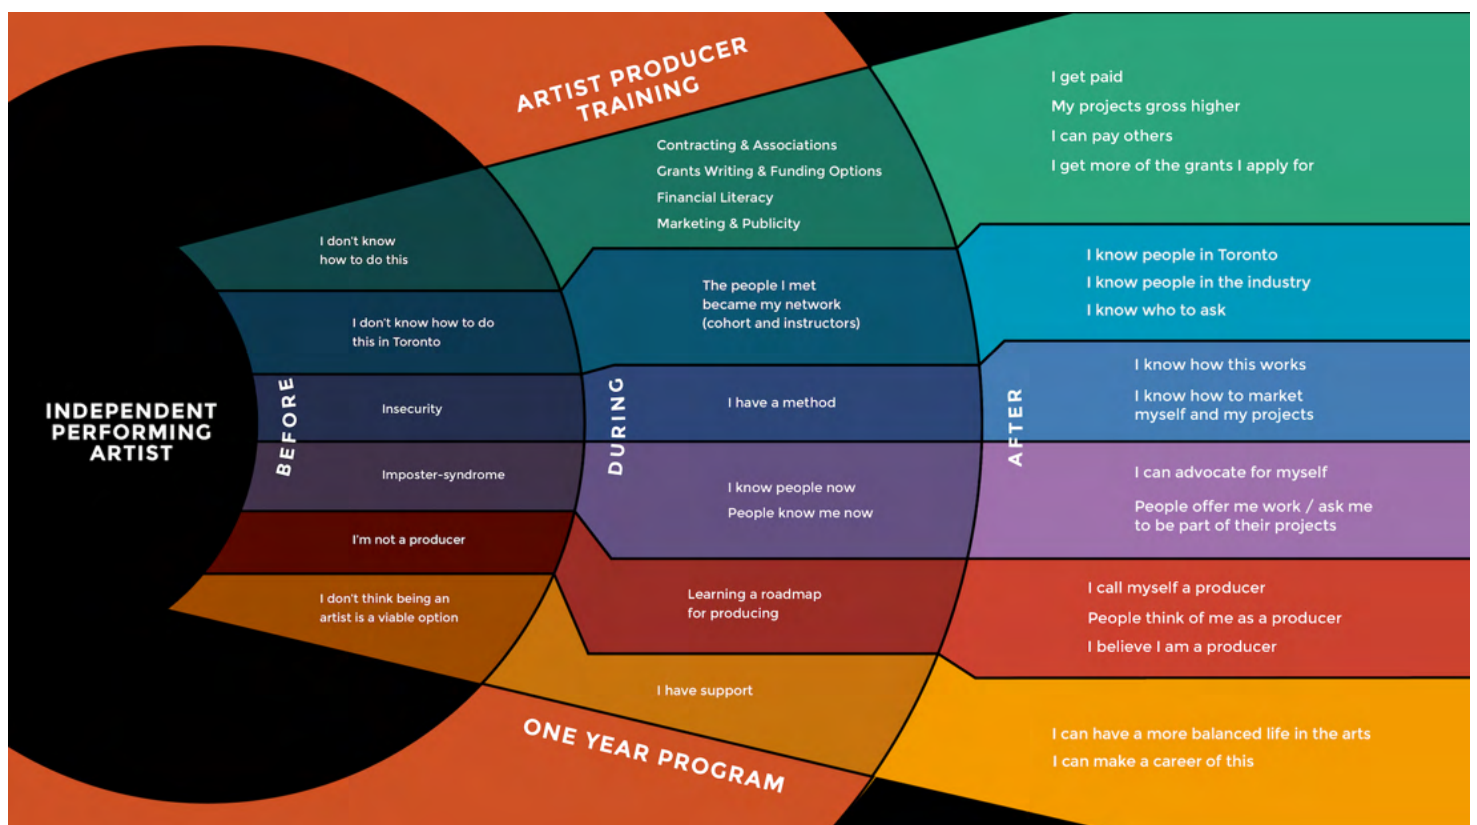 ARTIST PRODUCER
TRAINING
INDEPENDENT
PERFORMING
ARTIST
BEFORE
I don't know
how to do this
I don't know how to do
this in Toronto
Insecurity
Imposter-syndrome
I'm not a producer
I don't think being an
artist is a viable option
DURING
Contracting & Associations
Grants Writing & Funding Options
Financial Literacy
Marketing & Publicity
The people I met
became my network
(cohort and instructors)
I have a method
I know people now
People know me now
Learning a roadmap
for producing
I have support
AFTER
I get paid
My projects gross higher
I can pay others
I get more of the grants I apply for
I know people in Toronto
I know people in the industry
I know who to ask
I know how this works
I know how to market
myself and my projects
I can advocate for myself
People offer me work / ask me
to be part of their projects
I call myself a producer
People think of me as a producer
I believe I am a producer
I can have a more balanced life in the arts
I can make a career of this
ONE YEAR PROGRAM